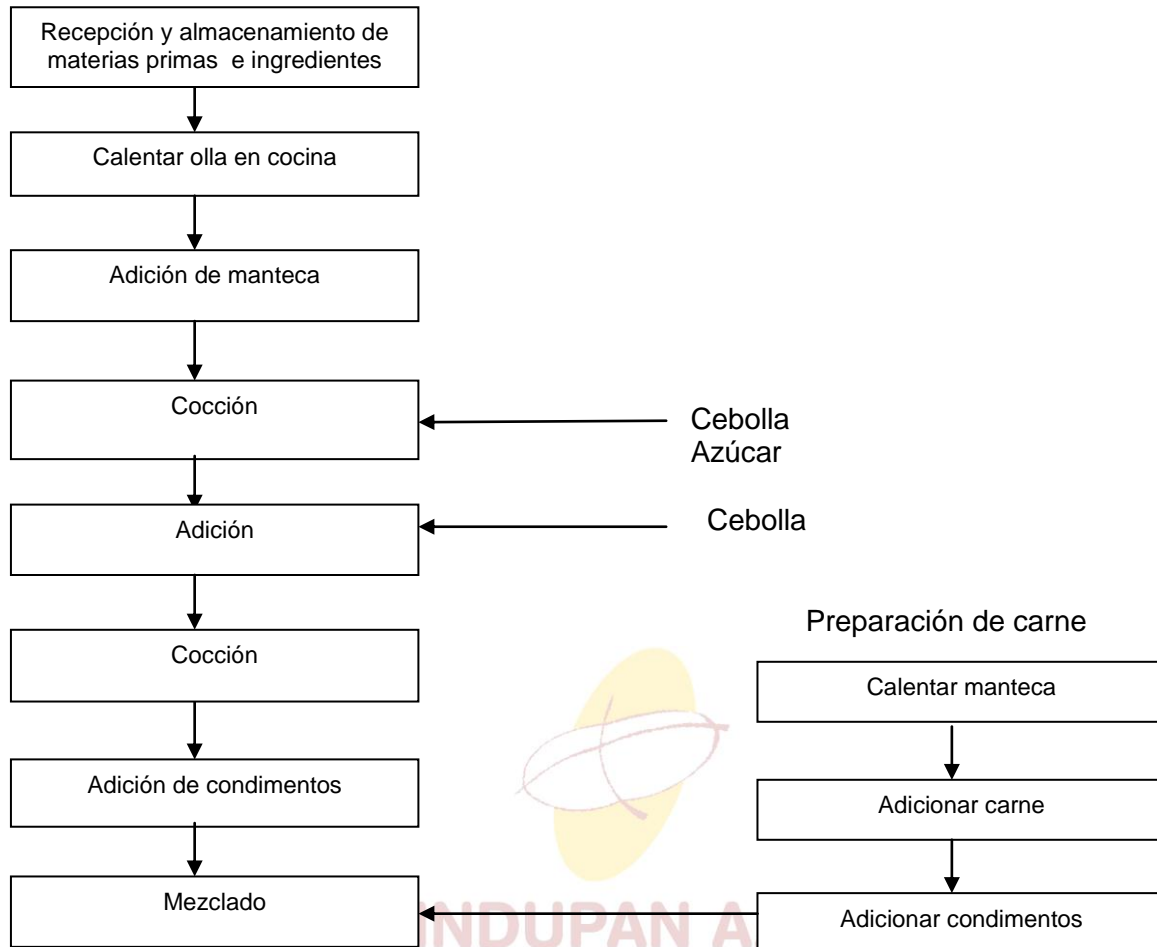 Recepción y almacenamiento de
materias primas e ingredientes
Calentar olla en cocina
Adición de manteca
Cocción
Cebolla
Azúcar
Adición
Cebolla
Cocción
Adición de condimentos
Mezclado
Preparación de carne
Calentar manteca
Adicionar carne
Adicionar condimentos
INDUPAN A